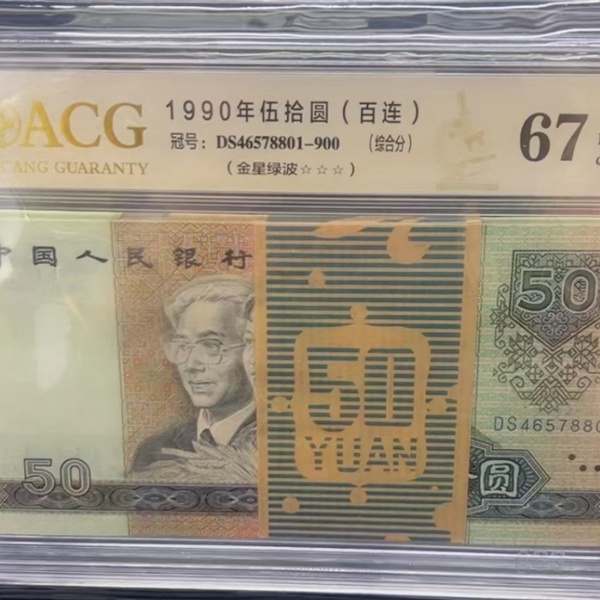 ACG
CANG GUARANTY
1990年伍拾圆（百连）
冠号：DS46578801-900 （综合分）
（金星绿波☆☆☆）
67
中国人民银行
50
50
YUAN
50
DS4657880
圆